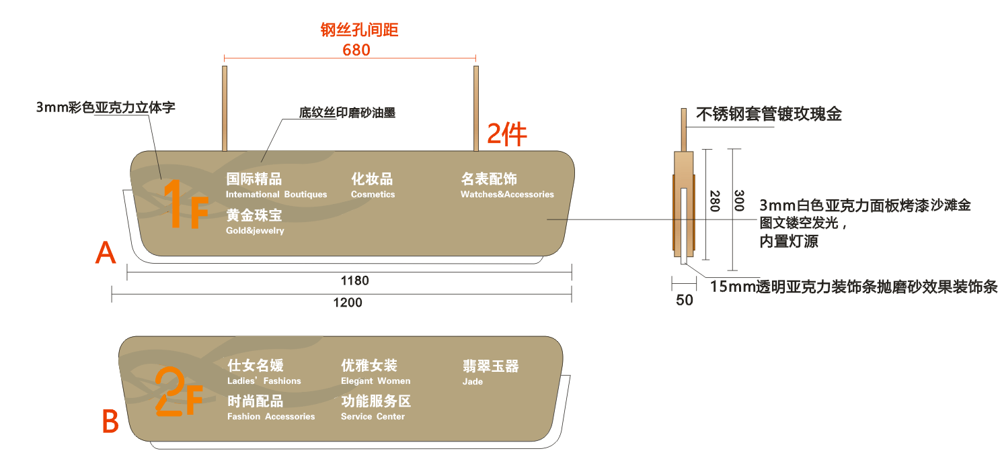 钢丝孔间距
680
3mm彩色亚克力立体字
底纹丝印磨砂油墨
2件
不锈钢套管镀玫瑰金
1F
国际精品
International Boutiques
化妆品
Cosmetics
名表配饰
Watches&Accessories
黄金珠宝
Gold&jewelry
A
1180
1200
280
300
3mm白色亚克力面板烤漆沙滩金
图文镂空发光，
内置灯源
15mm透明亚克力装饰条抛磨砂效果装饰条
50
2F
仕女名媛
Ladies' Fashions
优雅女装
Elegant Women
翡翠玉器
Jade
时尚配品
Fashion Accessories
功能服务区
Service Center
B